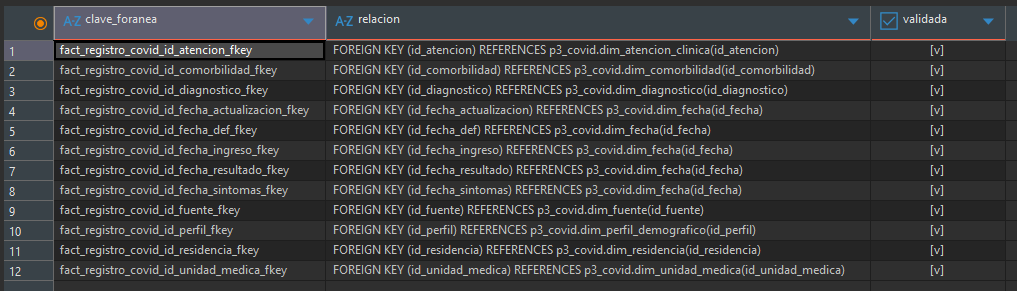 A-Z clave_foranea A-Z relacion validada
1 fact_registro_covid_id_atencion_fkey FOREIGN KEY (id_atencion) REFERENCES p3_covid.dim_atencion_clinica(id_atencion) [v]
2 fact_registro_covid_id_comorbilidad_fkey FOREIGN KEY (id_comorbilidad) REFERENCES p3_covid.dim_comorbilidad(id_comorbilidad) [v]
3 fact_registro_covid_id_diagnostico_fkey FOREIGN KEY (id_diagnostico) REFERENCES p3_covid.dim_diagnostico(id_diagnostico) [v]
4 fact_registro_covid_id_fecha_actualizacion_fkey FOREIGN KEY (id_fecha_actualizacion) REFERENCES p3_covid.dim_fecha(id_fecha) [v]
5 fact_registro_covid_id_fecha_def_fkey FOREIGN KEY (id_fecha_def) REFERENCES p3_covid.dim_fecha(id_fecha) [v]
6 fact_registro_covid_id_fecha_ingreso_fkey FOREIGN KEY (id_fecha_ingreso) REFERENCES p3_covid.dim_fecha(id_fecha) [v]
7 fact_registro_covid_id_fecha_resultado_fkey FOREIGN KEY (id_fecha_resultado) REFERENCES p3_covid.dim_fecha(id_fecha) [v]
8 fact_registro_covid_id_fecha_sintomas_fkey FOREIGN KEY (id_fecha_sintomas) REFERENCES p3_covid.dim_fecha(id_fecha) [v]
9 fact_registro_covid_id_fuente_fkey FOREIGN KEY (id_fuente) REFERENCES p3_covid.dim_fuente(id_fuente) [v]
10 fact_registro_covid_id_perfil_fkey FOREIGN KEY (id_perfil) REFERENCES p3_covid.dim_perfil_demografico(id_perfil) [v]
11 fact_registro_covid_id_residencia_fkey FOREIGN KEY (id_residencia) REFERENCES p3_covid.dim_residencia(id_residencia) [v]
12 fact_registro_covid_id_unidad_medica_fkey FOREIGN KEY (id_unidad_medica) REFERENCES p3_covid.dim_unidad_medica(id_unidad_medica) [v]